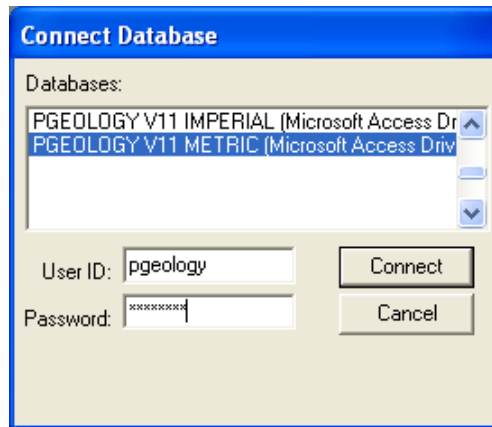 Connect Database
Databases:
PGEOLOGY V11 IMPERIAL (Microsoft Access Dr
PGEOLOGY V11 METRIC (Microsoft Access Driv
User ID: pgeology Connect
Password: ******** Cancel